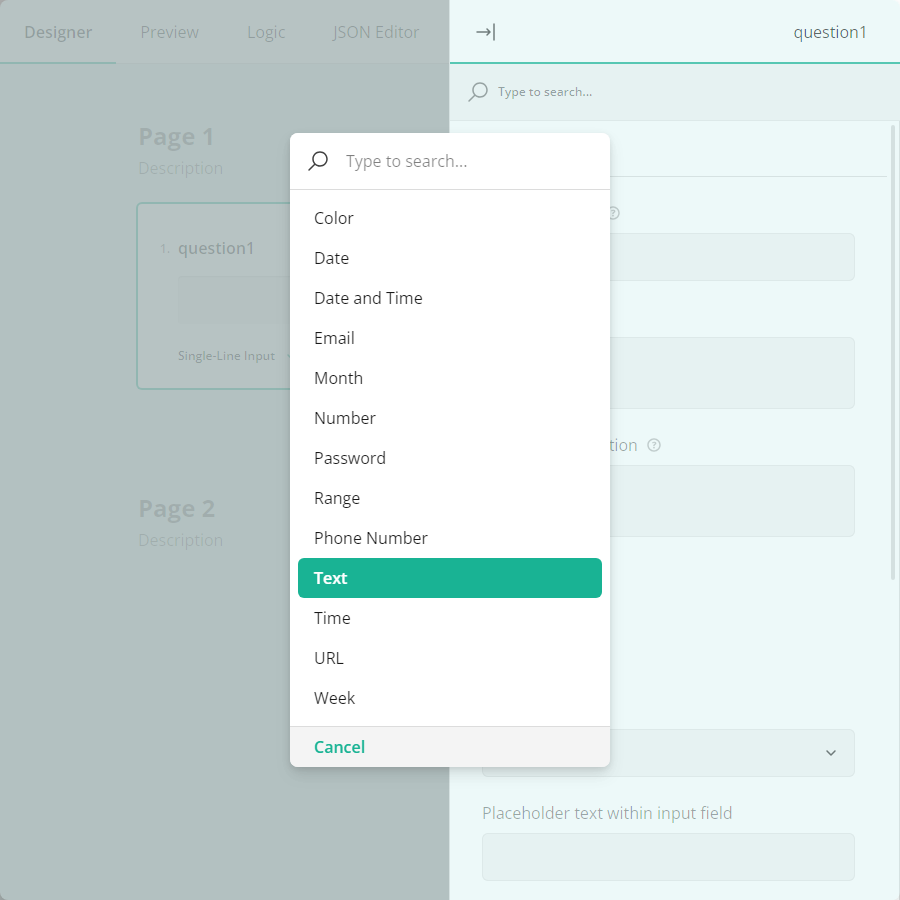 Designer Preview Logic JSON Editor
question1
Type to search...
Page 1
Description
1. question1
Single-Line Input
Page 2
Description
Type to search...
Color
Date
Date and Time
Email
Month
Number
Password
Range
Phone Number
Text
Time
URL
Week
Cancel
Placeholder text within input field